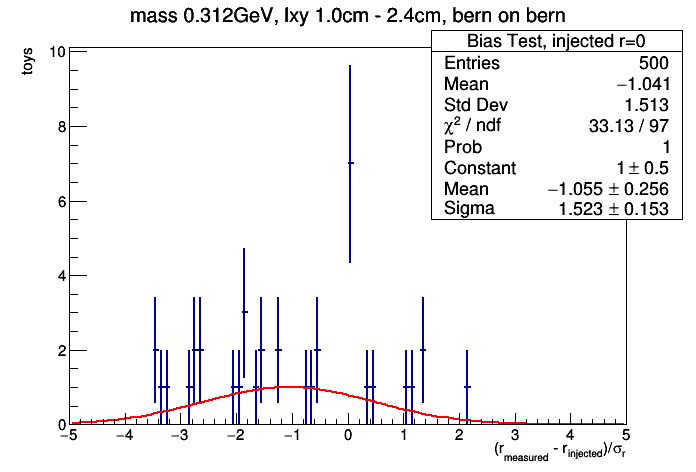 mass 0.312GeV, lxy 1.0cm - 2.4cm, bern on bern
toys
Bias Test, injected r=0
Entries 500
Mean −1.041
Std Dev 1.513
χ² / ndf 33.13 / 97
Prob 1
Constant 1 ± 0.5
Mean −1.055 ± 0.256
Sigma 1.523 ± 0.153
10
8
6
4
2
0
−5 −4 −3 −2 −1 0 1 2 3 4 5
(r_measured - r_injected)/σ_r